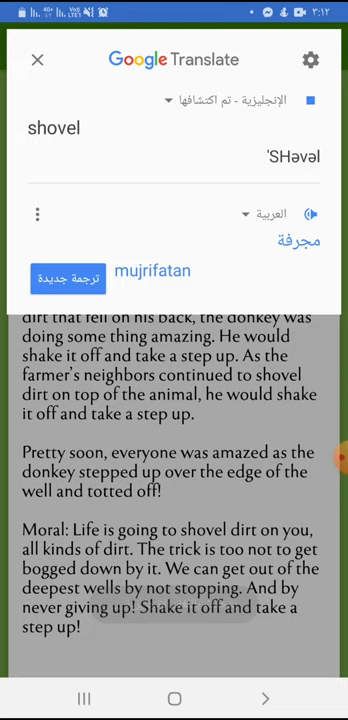 ٣:١٢
Google Translate
الإنجليزية - تم اكتشافها
shovel
ˈSHəvəl
العربية
مجرفة
mujrifatan
ترجمة جديدة
dirt that fell on his back, the donkey was
doing some thing amazing. He would
shake it off and take a step up. As the
farmer's neighbors continued to shovel
dirt on top of the animal, he would shake
it off and take a step up.
Pretty soon, everyone was amazed as the
donkey stepped up over the edge of the
well and totted off!
Moral: Life is going to shovel dirt on you,
all kinds of dirt. The trick is too not to get
bogged down by it. We can get out of the
deepest wells by not stopping. And by
never giving up! Shake it off and take a
step up!